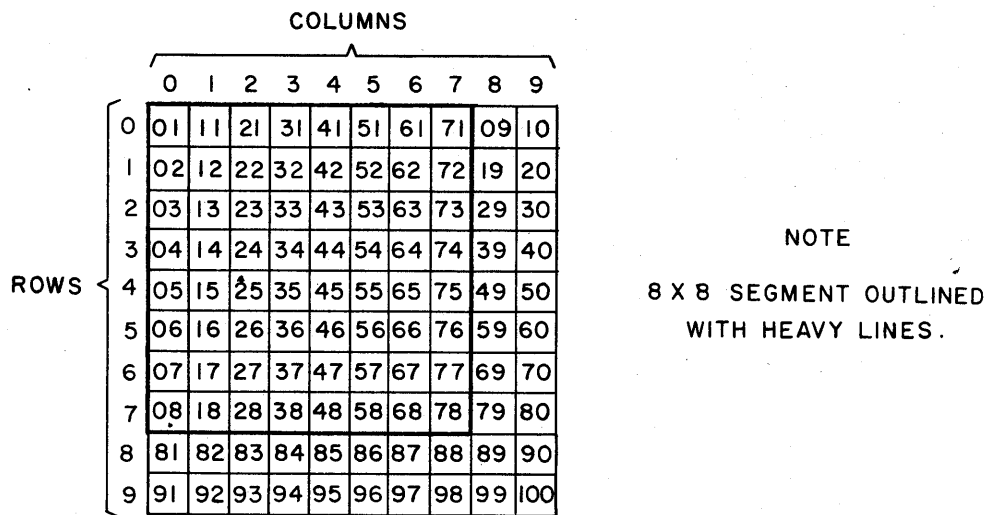 COLUMNS
0 1 2 3 4 5 6 7 8 9
0 01 11 21 31 41 51 61 71 09 10
1 02 12 22 32 42 52 62 72 19 20
2 03 13 23 33 43 53 63 73 29 30
3 04 14 24 34 44 54 64 74 39 40
ROWS 4 05 15 25 35 45 55 65 75 49 50
5 06 16 26 36 46 56 66 76 59 60
6 07 17 27 37 47 57 67 77 69 70
7 08 18 28 38 48 58 68 78 79 80
8 81 82 83 84 85 86 87 88 89 90
9 91 92 93 94 95 96 97 98 99 100
NOTE
8 X 8 SEGMENT OUTLINED
WITH HEAVY LINES.